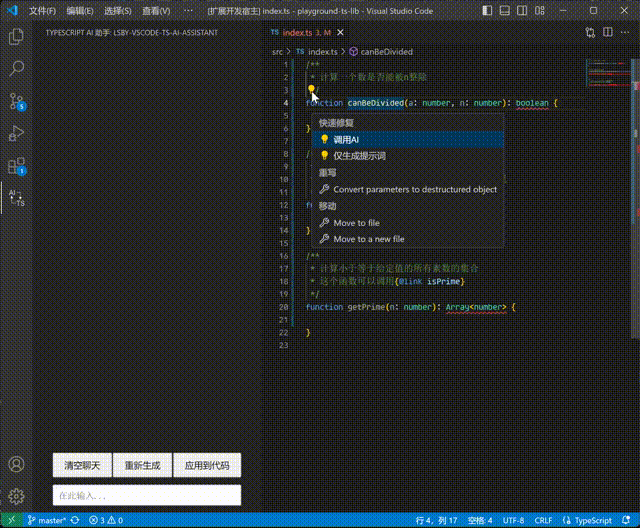 文件(F) 编辑(E) 选择(S) 查看(V) ··· [扩展开发宿主] index.ts - playground-ts-lib - Visual Studio Code
TYPESCRIPT AI 助手: LSBY-VSCODE-TS-AI-ASSISTANT
TS index.ts 3, M
src > TS index.ts > canBeDivided
1 /**
2 * 计算一个数是否能被n整除
3 */
4 function canBeDivided(a: number, n: number): boolean {
5
6 }
7
快速修复
调用AI
仅生成提示词
重写
Convert parameters to destructured object
移动
Move to file
Move to a new file
8
9
10
11
12
13
14 }
15
16 /**
17 * 计算小于等于给定值的所有素数的集合
18 * 这个函数可以调用{@link isPrime}
19 */
20 function getPrime(n: number): Array<number> {
21
22 }
23
5
1
AI
TS
清空聊天 重新生成 应用到代码
在此输入...
master* 3 0 行 4, 列 17 空格: 4 UTF-8 CRLF {} TypeScript